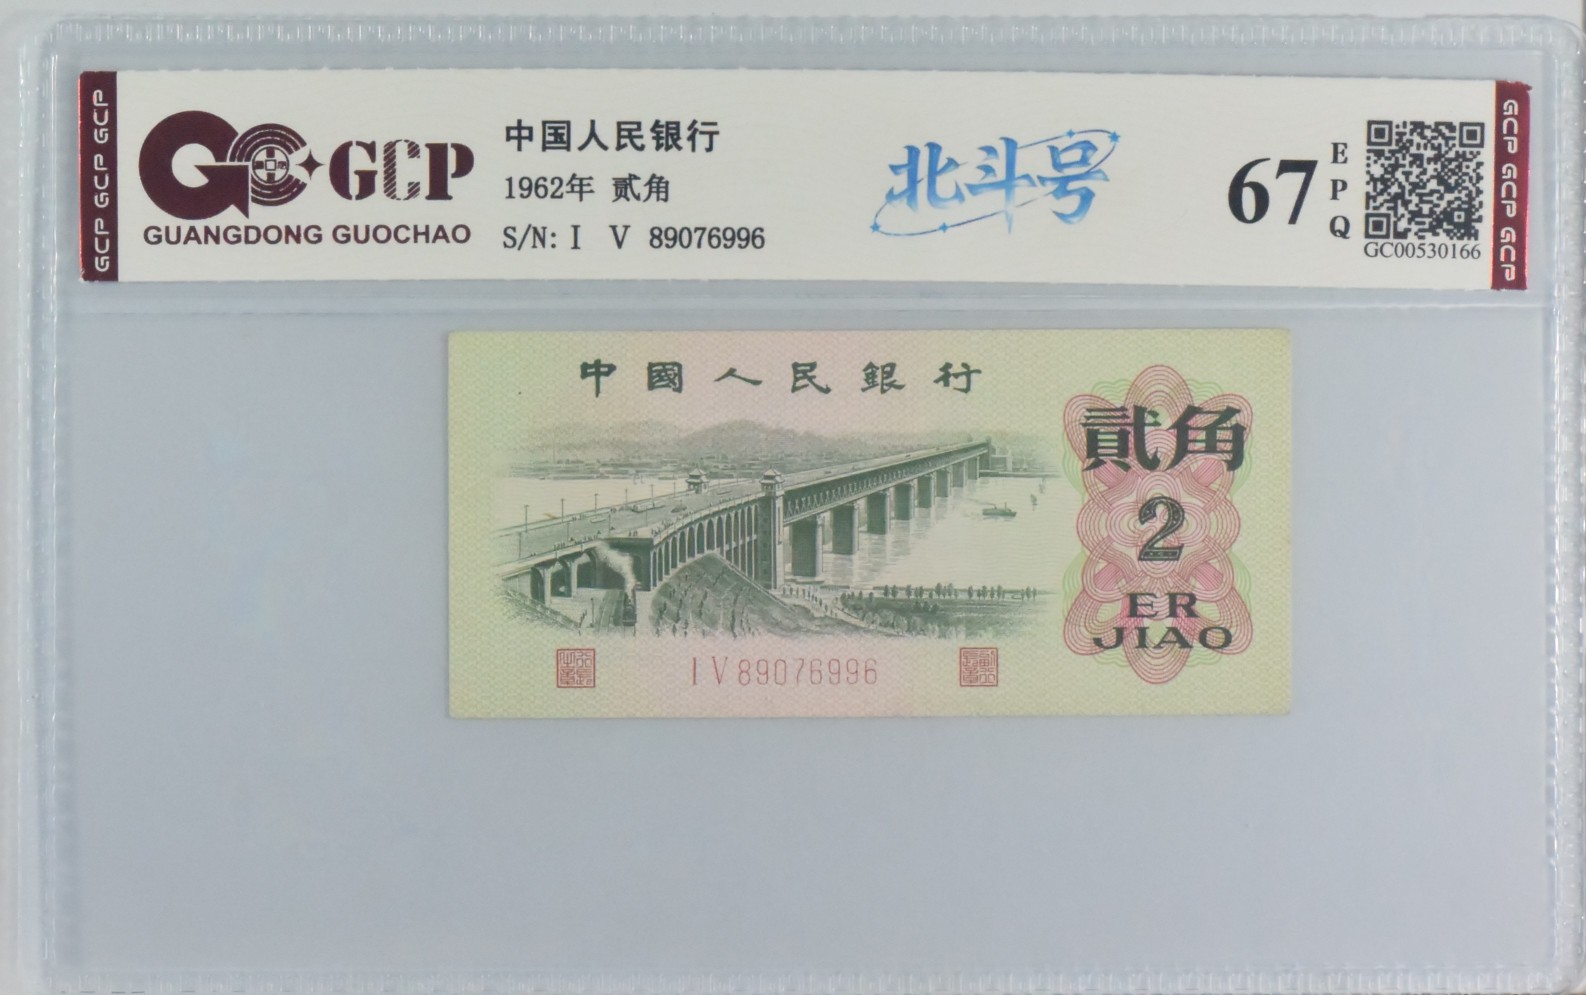 GCP GCP GCP
GCP
GUANGDONG GUOCHAO
中国人民银行
1962年 贰角
S/N: I V 89076996
北斗号
67
EPQ
GC00530166
GCP GCP GCP
中國人民銀行
貳角
2
ER
JIAO
I V 89076996